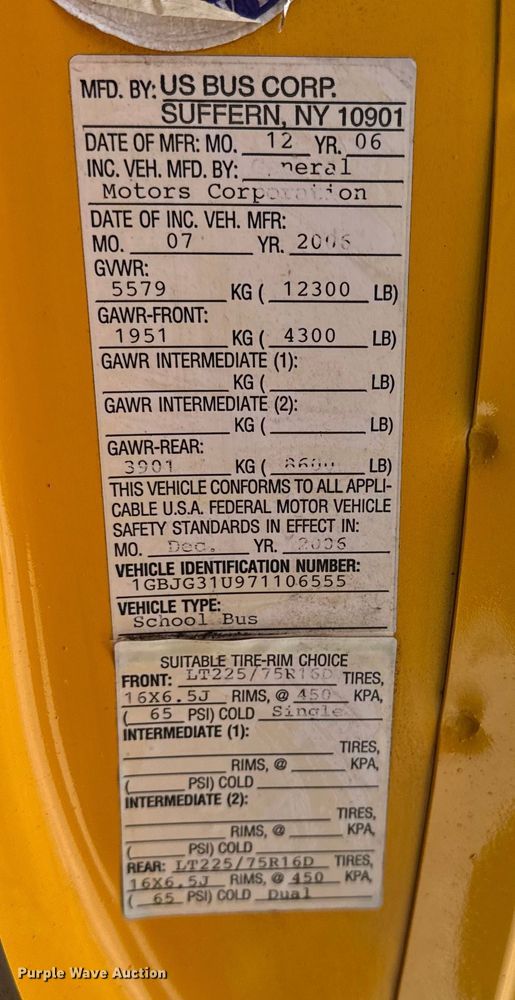 MFD. BY: US BUS CORP.
SUFFERN, NY 10901
DATE OF MFR: MO. 12 YR. 06
INC. VEH. MFD. BY: General
Motors Corporation
DATE OF INC. VEH. MFR:
MO. 07 YR. 2006
GVWR:
5579 KG ( 12300 LB)
GAWR-FRONT:
1951 KG ( 4300 LB)
GAWR INTERMEDIATE (1):
KG ( LB)
GAWR INTERMEDIATE (2):
KG ( LB)
GAWR-REAR:
3901 KG ( 8600 LB)
THIS VEHICLE CONFORMS TO ALL APPLI-
CABLE U.S.A. FEDERAL MOTOR VEHICLE
SAFETY STANDARDS IN EFFECT IN:
MO. Dec. YR. 2006
VEHICLE IDENTIFICATION NUMBER:
1GBJG31U971106555
VEHICLE TYPE:
School Bus
SUITABLE TIRE-RIM CHOICE
FRONT: LT225/75R16D TIRES,
16X6.5J RIMS, @ 450 KPA,
( 65 PSI) COLD Single
INTERMEDIATE (1):
TIRES,
RIMS, @ KPA,
( PSI) COLD
INTERMEDIATE (2):
TIRES,
RIMS, @ KPA,
( PSI) COLD
REAR: LT225/75R16D TIRES,
16X6.5J RIMS, @ 450 KPA,
( 65 PSI) COLD Dual
Purple Wave Auction